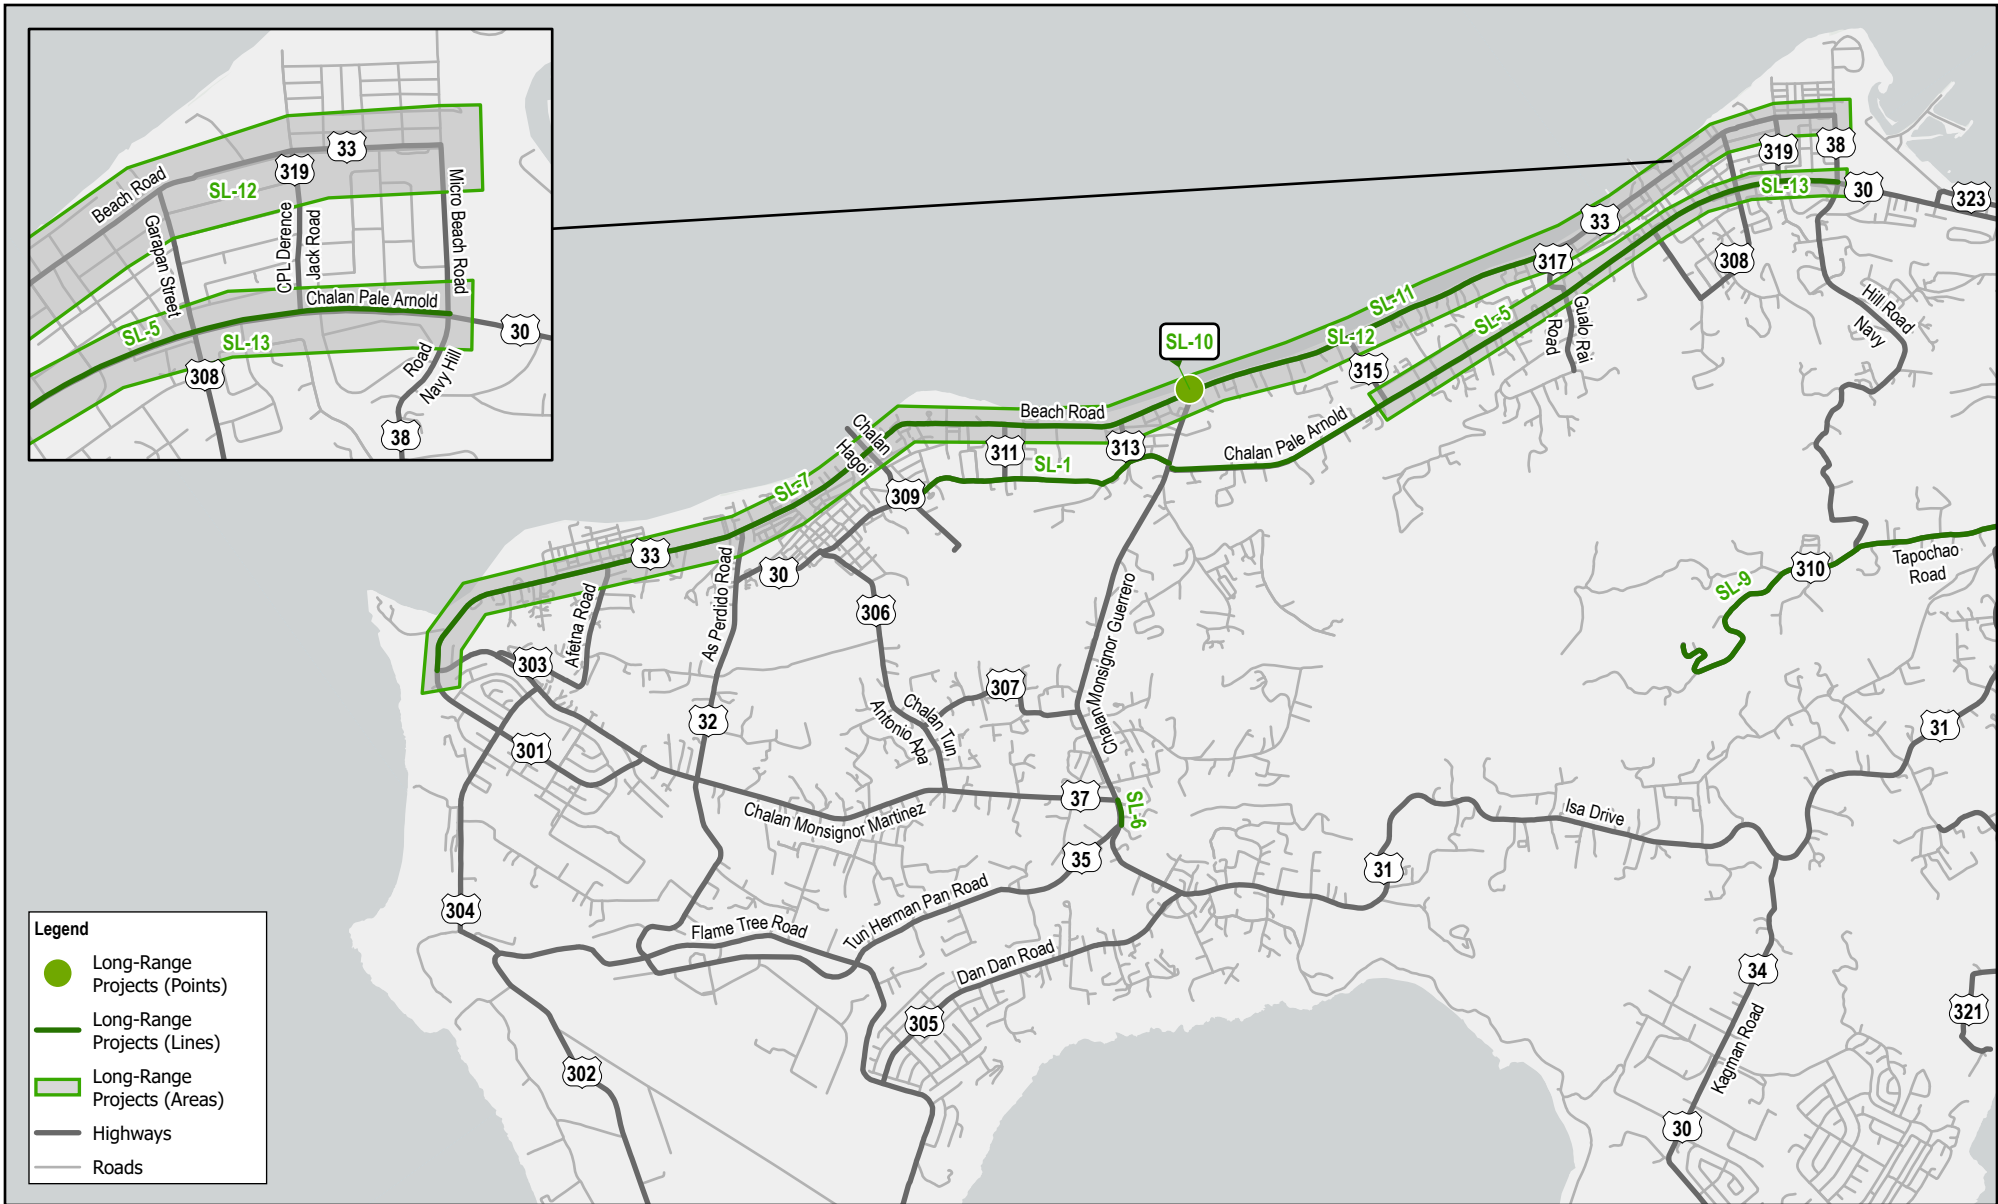 33
319
SL-12
Beach Road
Garapan Street
CPL Derence
Jack Road
Micro Beach Road
Chalan Pale Arnold
SL-5
SL-13
30
308
Road
Navy Hill
38
319
38
SL-13
30
323
33
317
308
SL-11
SL-5
Gualo Rai
Road
Hill Road
Navy
SL-10
SL-12
315
Beach Road
Chalan
Hagoi
311
313
Chalan Pale Arnold
SL-1
SL-7
309
33
As Perdido Road
30
306
Afetna Road
303
Chalan Monsignor Guerrero
310
Tapochao
Road
SL-9
307
Chalan Tun
Antonio Apa
32
301
31
37
SL-6
Chalan Monsignor Martinez
Isa Drive
35
31
304
Flame Tree Road
Tun Herman Pan Road
Dan Dan Road
34
305
321
302
Kagman Road
30
Legend
Long-Range
Projects (Points)
Long-Range
Projects (Lines)
Long-Range
Projects (Areas)
Highways
Roads